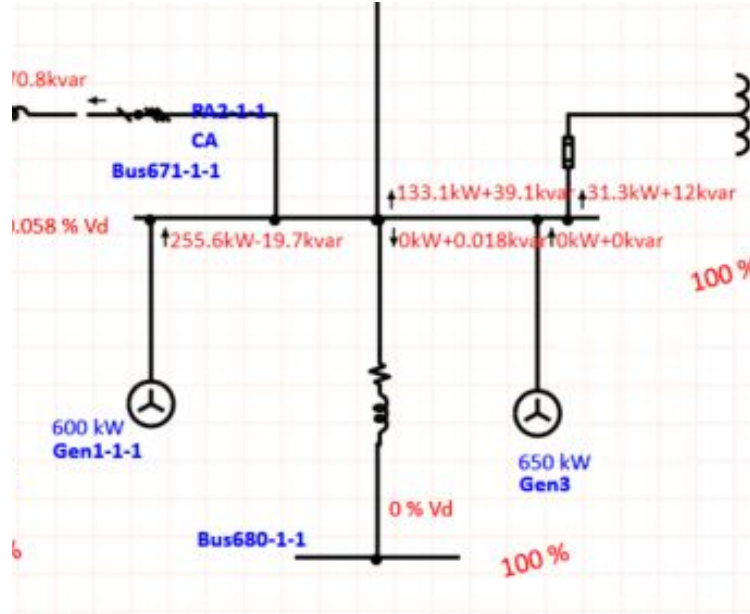 70.8kvar
PA2-1-1
CA
Bus671-1-1
133.1kW+39.1kvar
31.3kW+12kvar
0.058 % Vd
255.6kW-19.7kvar
0kW+0.018kvar
0kW+0kvar
100 %
600 kW
Gen1-1-1
650 kW
Gen3
0 % Vd
Bus680-1-1
%
100 %